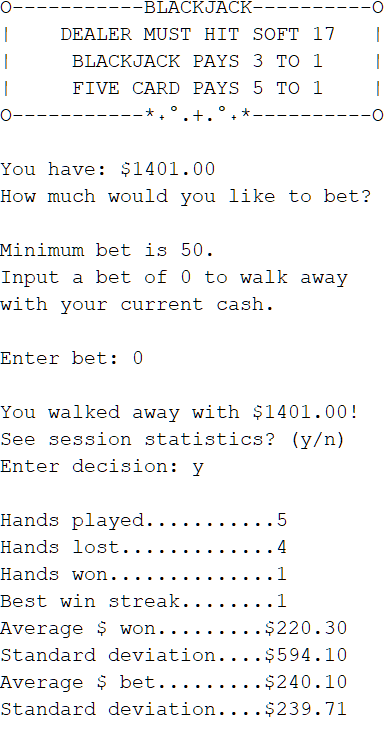 O-----------BLACKJACK----------O
|    DEALER MUST HIT SOFT 17   |
|     BLACKJACK PAYS 3 TO 1    |
|     FIVE CARD PAYS 5 TO 1    |
O-----------*˖°.+.°˖*----------O
You have: $1401.00
How much would you like to bet?
Minimum bet is 50.
Input a bet of 0 to walk away
with your current cash.
Enter bet: 0
You walked away with $1401.00!
See session statistics? (y/n)
Enter decision: y
Hands played...........5
Hands lost.............4
Hands won..............1
Best win streak........1
Average $ won.........$220.30
Standard deviation....$594.10
Average $ bet.........$240.10
Standard deviation....$239.71